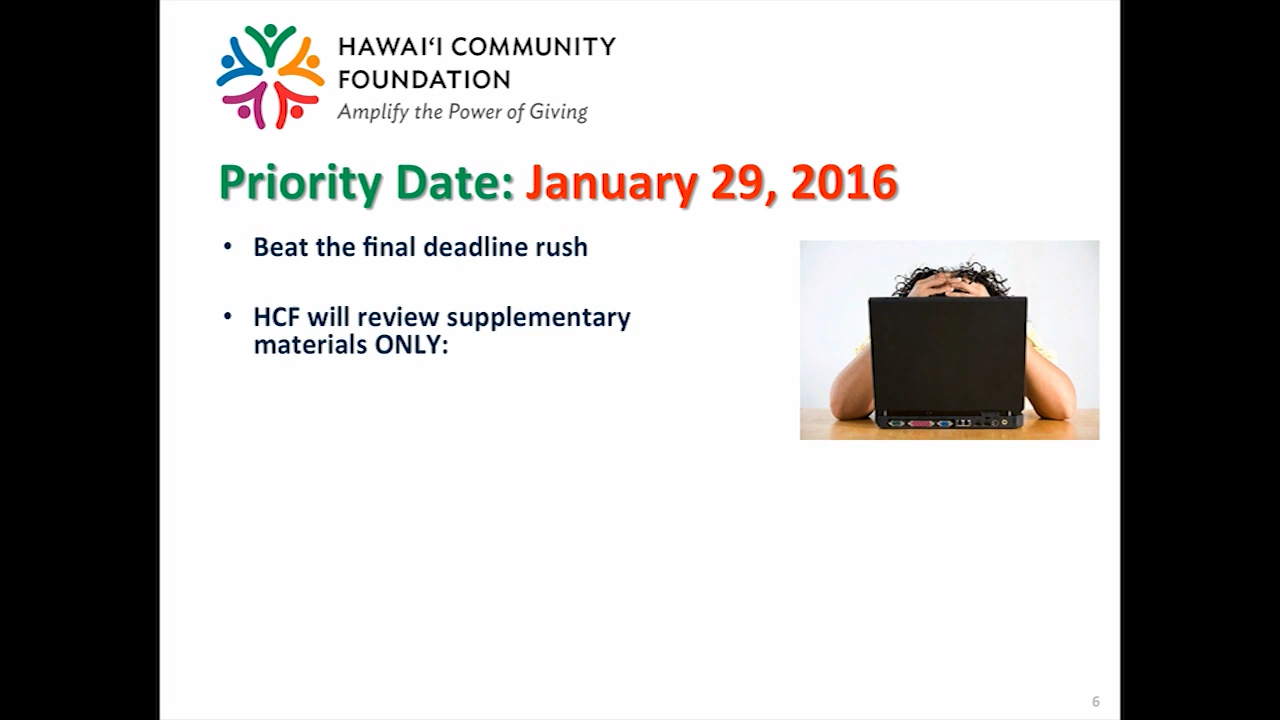 HAWAIʻI COMMUNITY
FOUNDATION
Amplify the Power of Giving
Priority Date: January 29, 2016
• Beat the final deadline rush
• HCF will review supplementary
materials ONLY:
6